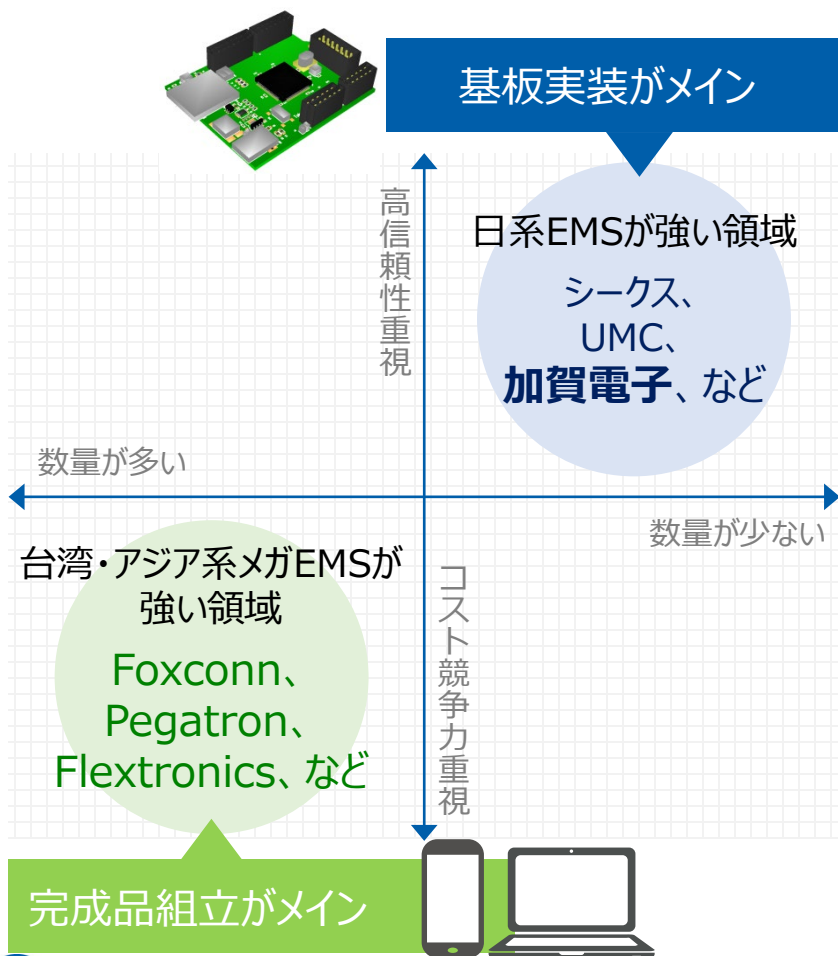 基板実装がメイン
高信頼性重視
日系EMSが強い領域
シークス、
UMC、
加賀電子、など
数量が多い
数量が少ない
台湾・アジア系メガEMSが
強い領域
Foxconn、
Pegatron、
Flextronics、など
コスト競争力重視
完成品組立がメイン